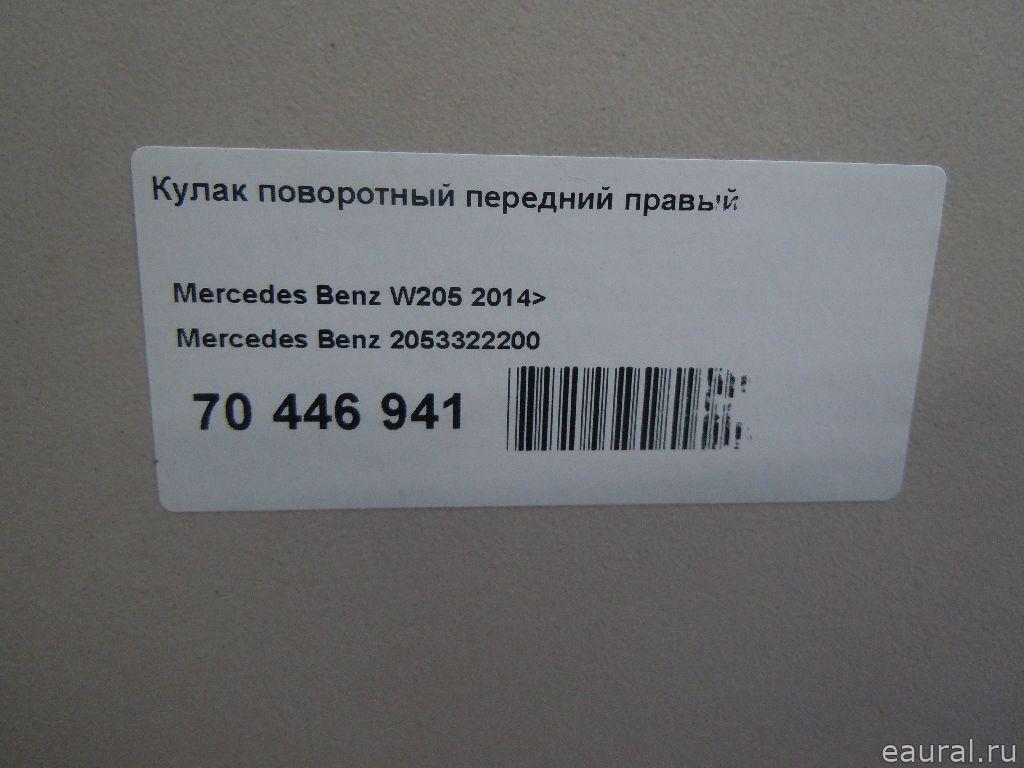 Кулак поворотный передний правый
Mercedes Benz W205 2014>
Mercedes Benz 2053322200
70 446 941
eaural.ru